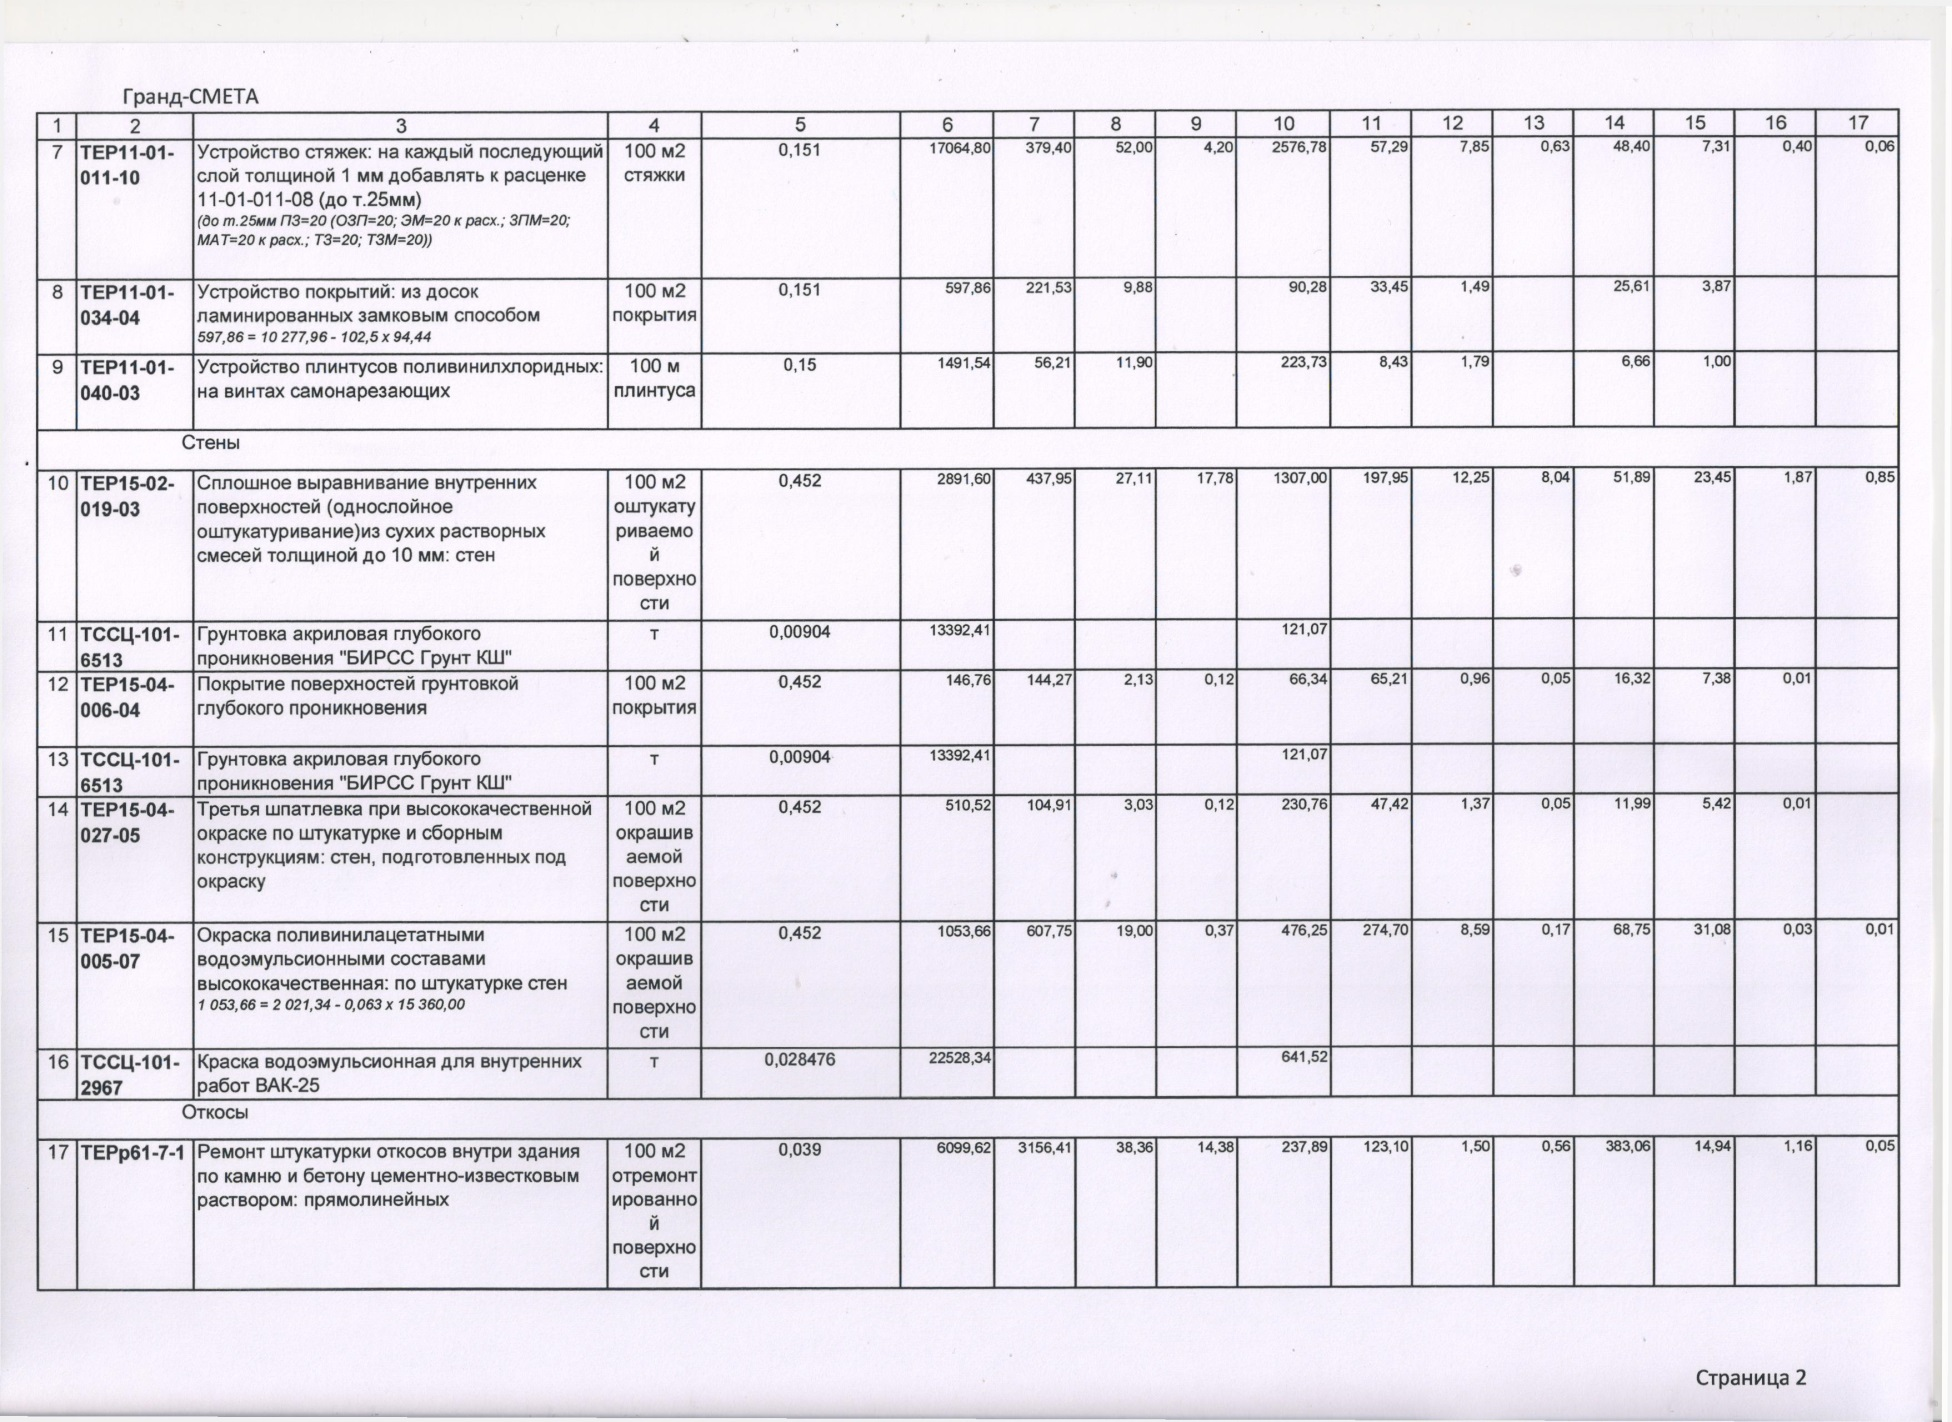 Гранд-СМЕТА
1 2 3 4 5 6 7 8 9 10 11 12 13 14 15 16 17
7 ТЕР11-01- Устройство стяжек: на каждый последующий 100 м2 0,151 17064,80 379,40 52,00 4,20 2576,78 57,29 7,85 0,63 48,40 7,31 0,40 0,06
011-10 слой толщиной 1 мм добавлять к расценке стяжки
11-01-011-08 (до т.25мм)
(до т.25мм ПЗ=20 (ОЗП=20; ЭМ=20 к расх.; ЗПМ=20;
МАТ=20 к расх.; ТЗ=20; ТЗМ=20))
8 ТЕР11-01- Устройство покрытий: из досок 100 м2 0,151 597,86 221,53 9,88 90,28 33,45 1,49 25,61 3,87
034-04 ламинированных замковым способом покрытия
597,86 = 10 277,96 - 102,5 x 94,44
9 ТЕР11-01- Устройство плинтусов поливинилхлоридных: 100 м 0,15 1491,54 56,21 11,90 223,73 8,43 1,79 6,66 1,00
040-03 на винтах самонарезающих плинтуса
Стены
10 ТЕР15-02- Сплошное выравнивание внутренних 100 м2 0,452 2891,60 437,95 27,11 17,78 1307,00 197,95 12,25 8,04 51,89 23,45 1,87 0,85
019-03 поверхностей (однослойное оштукату
оштукатуривание)из сухих растворных риваемо
смесей толщиной до 10 мм: стен й
поверхно
сти
11 ТССЦ-101- Грунтовка акриловая глубокого т 0,00904 13392,41 121,07
6513 проникновения "БИРСС Грунт КШ"
12 ТЕР15-04- Покрытие поверхностей грунтовкой 100 м2 0,452 146,76 144,27 2,13 0,12 66,34 65,21 0,96 0,05 16,32 7,38 0,01
006-04 глубокого проникновения покрытия
13 ТССЦ-101- Грунтовка акриловая глубокого т 0,00904 13392,41 121,07
6513 проникновения "БИРСС Грунт КШ"
14 ТЕР15-04- Третья шпатлевка при высококачественной 100 м2 0,452 510,52 104,91 3,03 0,12 230,76 47,42 1,37 0,05 11,99 5,42 0,01
027-05 окраске по штукатурке и сборным окрашив
конструкциям: стен, подготовленных под аемой
окраску поверхно
сти
15 ТЕР15-04- Окраска поливинилацетатными 100 м2 0,452 1053,66 607,75 19,00 0,37 476,25 274,70 8,59 0,17 68,75 31,08 0,03 0,01
005-07 водоэмульсионными составами окрашив
высококачественная: по штукатурке стен аемой
1 053,66 = 2 021,34 - 0,063 x 15 360,00 поверхно
сти
16 ТССЦ-101- Краска водоэмульсионная для внутренних т 0,028476 22528,34 641,52
2967 работ ВАК-25
Откосы
17 ТЕРр61-7-1 Ремонт штукатурки откосов внутри здания 100 м2 0,039 6099,62 3156,41 38,36 14,38 237,89 123,10 1,50 0,56 383,06 14,94 1,16 0,05
по камню и бетону цементно-известковым отремонт
раствором: прямолинейных ированно
й
поверхно
сти
Страница 2